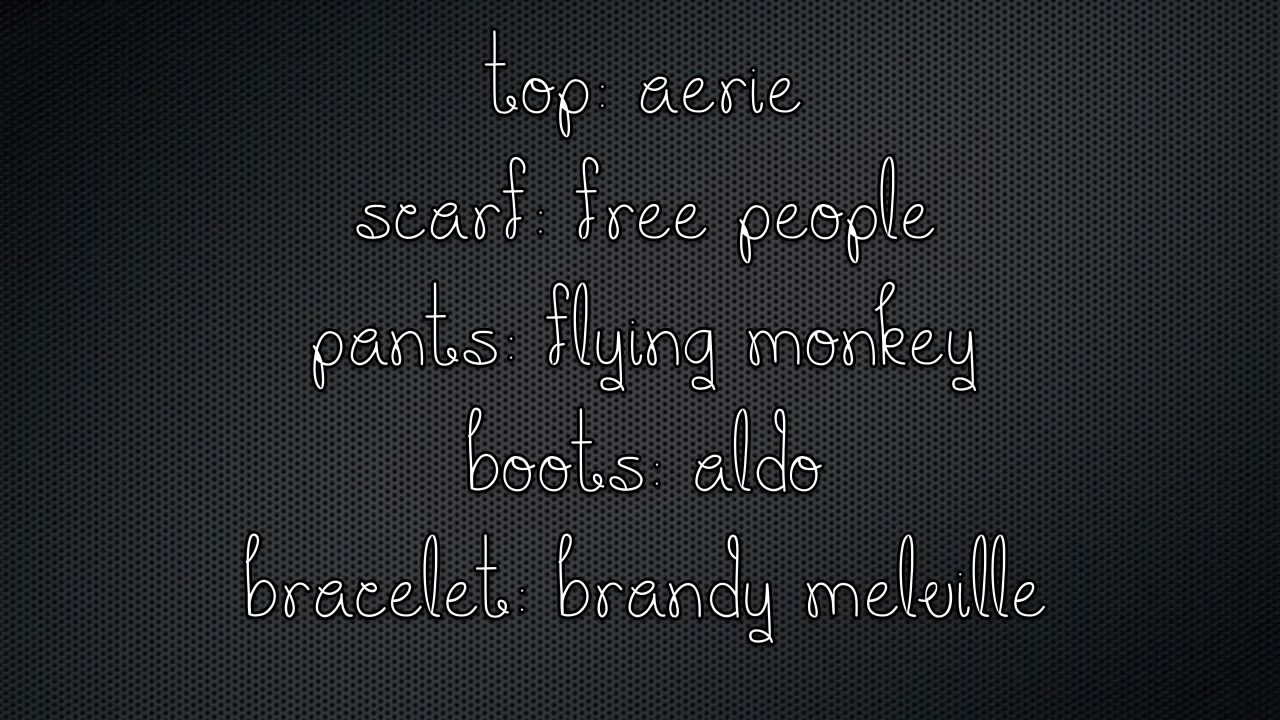 top: aerie
scarf: free people
pants: flying monkey
boots: aldo
bracelet: brandy melville